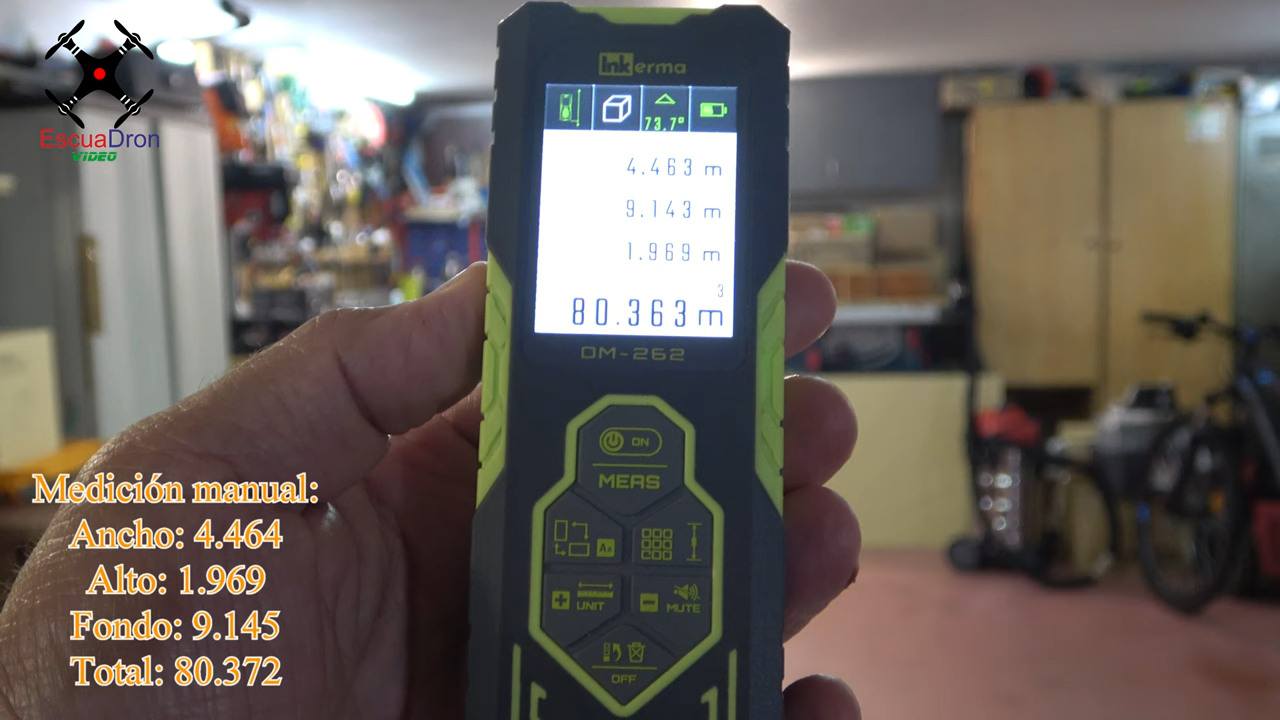 EscuaDron
VIDEO
Inkerma
73.7°
4.463 m
9.143 m
1.969 m
80.363 m³
DM-262
ON
MEAS
UNIT
MUTE
OFF
Medición manual:
Ancho: 4.464
Alto: 1.969
Fondo: 9.145
Total: 80.372